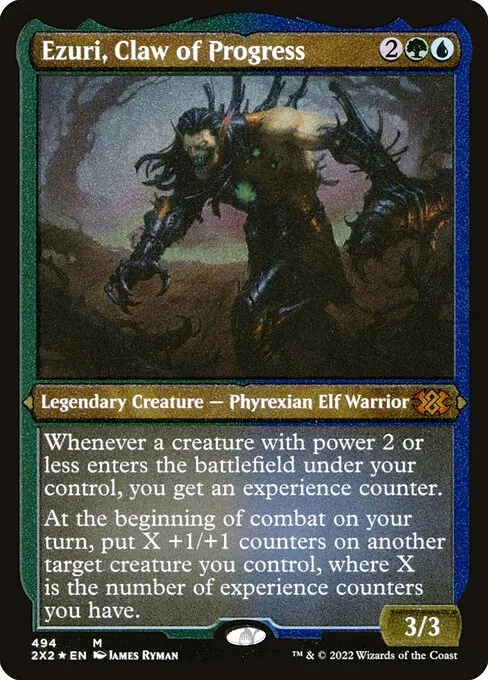 Ezuri, Claw of Progress 2
Legendary Creature — Phyrexian Elf Warrior
Whenever a creature with power 2 or
less enters the battlefield under your
control, you get an experience counter.
At the beginning of combat on your
turn, put X +1/+1 counters on another
target creature you control, where X
is the number of experience counters
you have.
3/3
494 M
2X2 ★ EN James Ryman ™ & © 2022 Wizards of the Coast